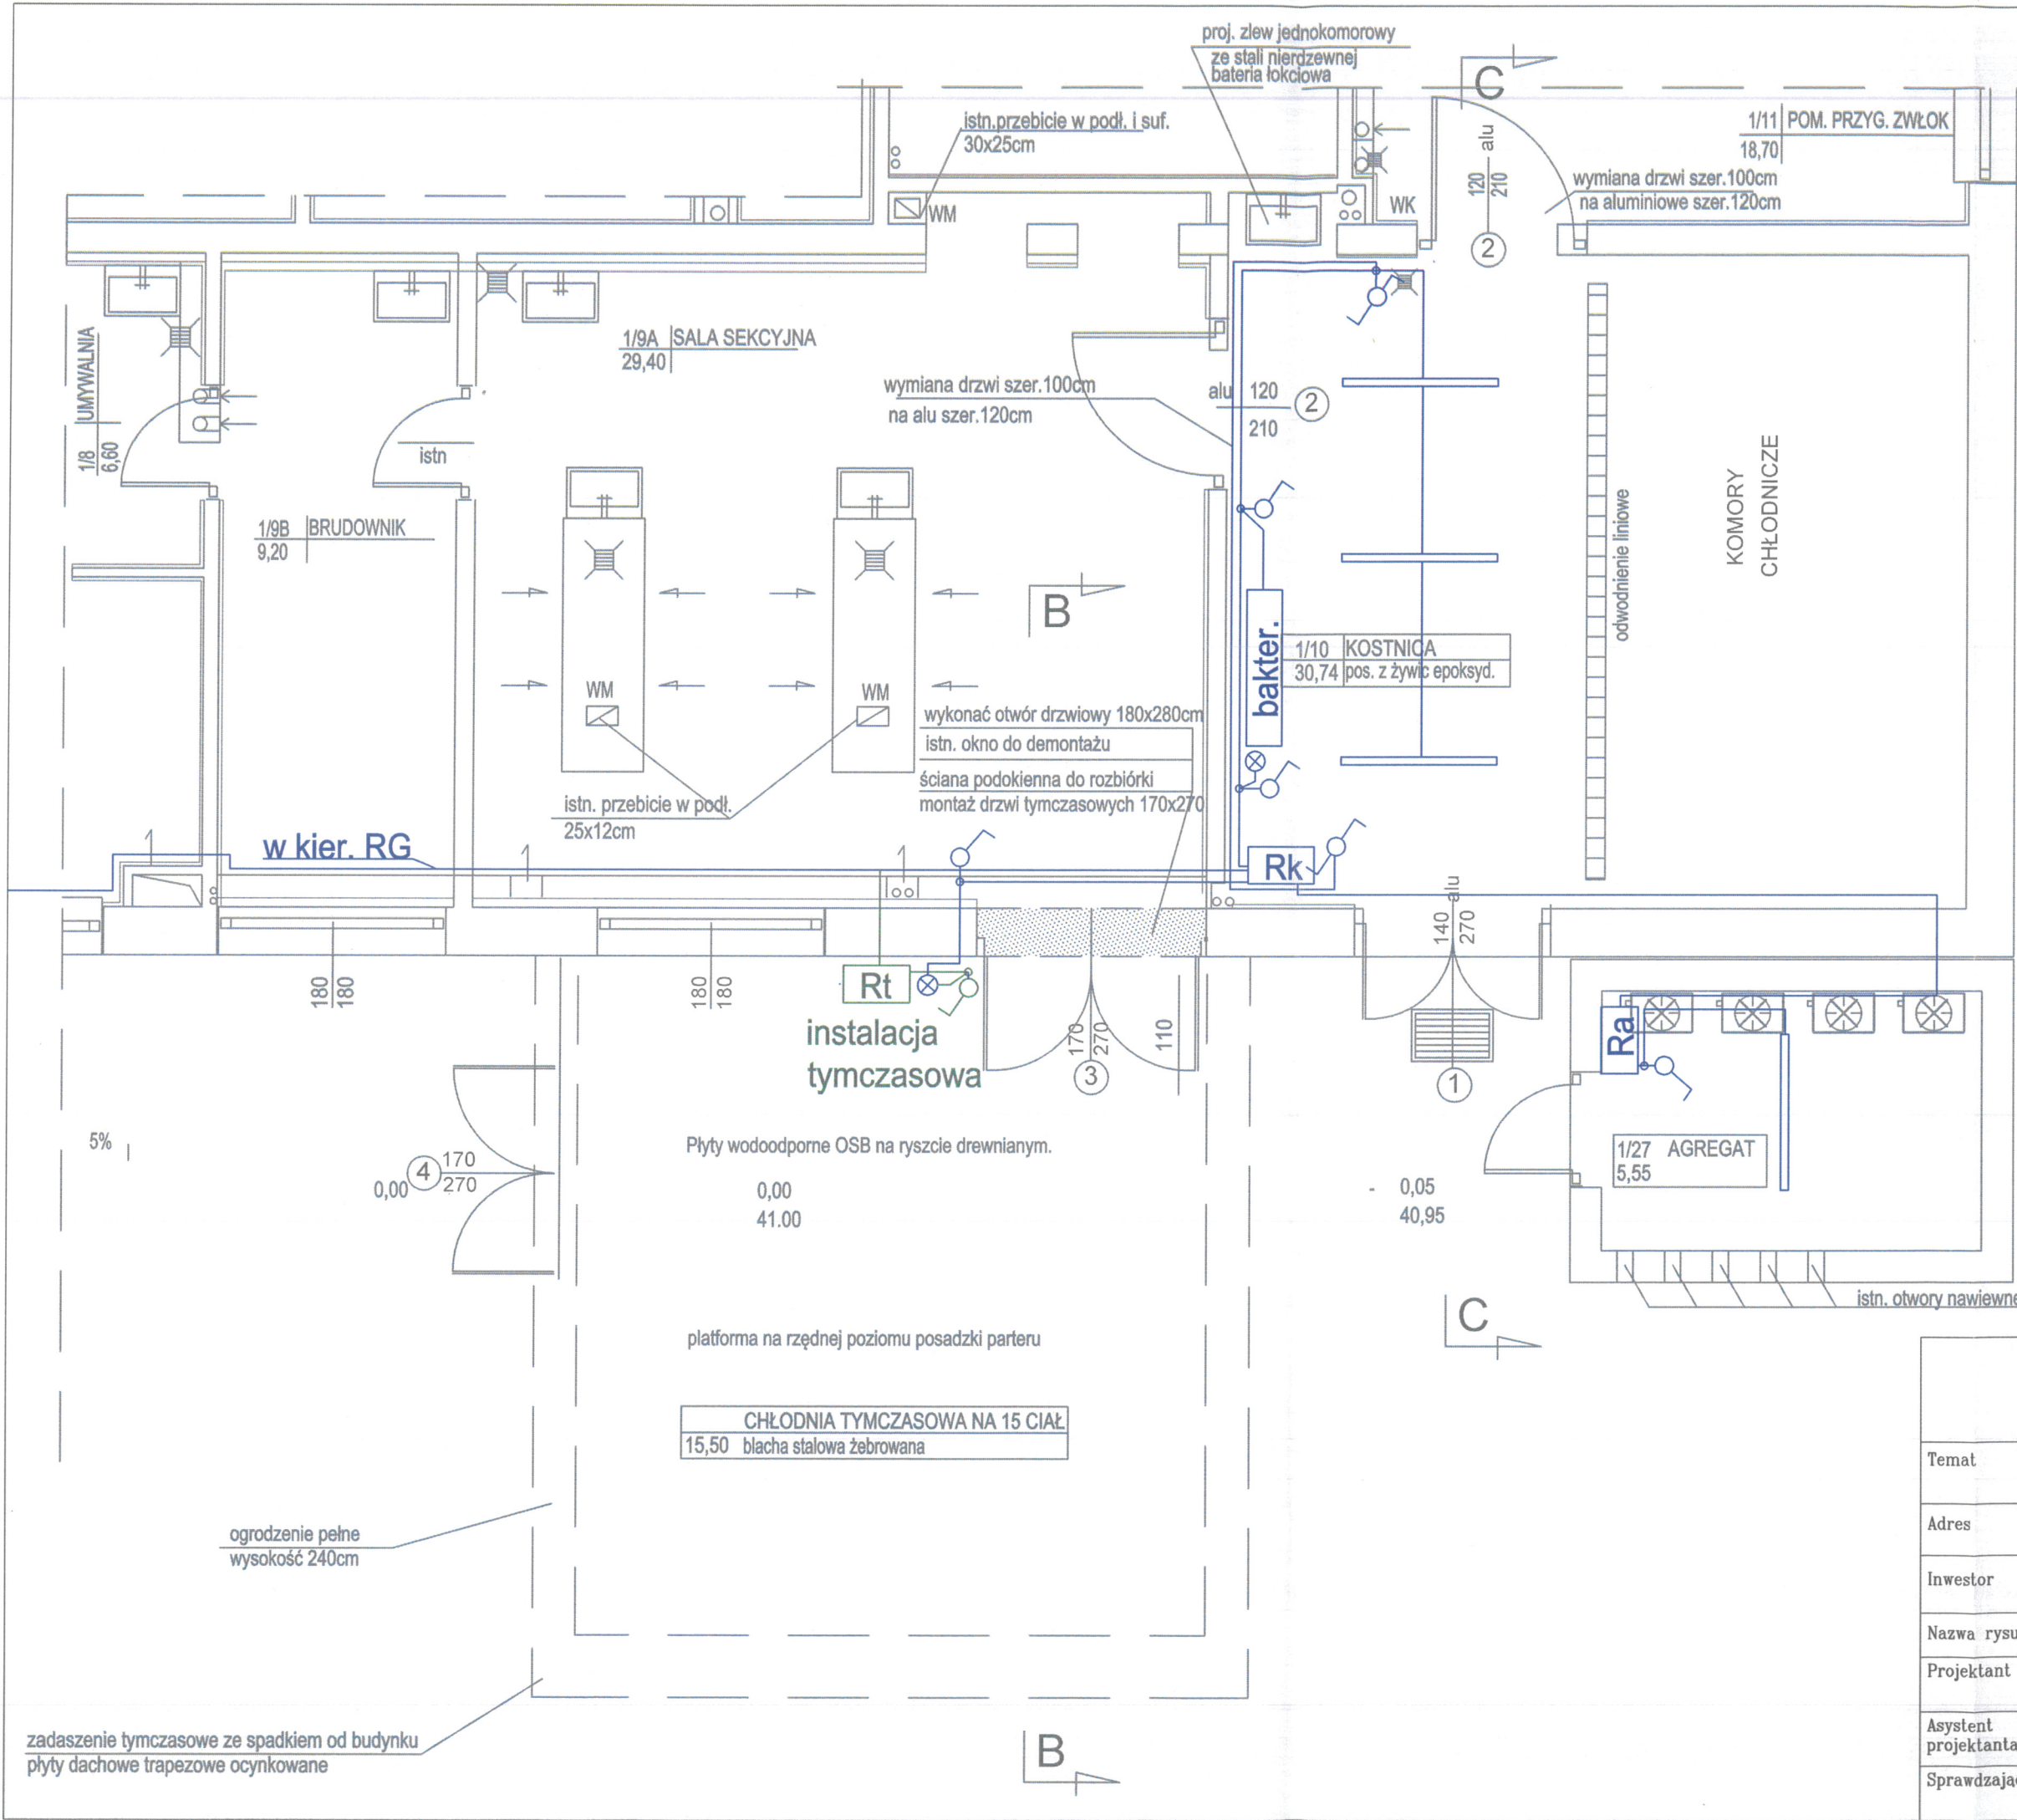 proj. zlew jednokomorowy
ze stali nierdzewnej
bateria łokciowa
C
istn.przebicie w podł. i suf.
30x25cm
1/11 POM. PRZYG. ZWŁOK
18,70
120
210
alu
wymiana drzwi szer.100cm
na aluminiowe szer.120cm
WM
WK
2
1/8 UMYWALNIA
6,60
1/9A SALA SEKCYJNA
29,40
wymiana drzwi szer.100cm
na alu szer.120cm
alu 120
210
2
istn
1/9B BRUDOWNIK
9,20
KOMORY
CHŁODNICZE
odwodnienie liniowe
B
bakter.
1/10 KOSTNICA
30,74 pos. z żywic epoksyd.
WM
WM
wykonać otwór drzwiowy 180x280cm
istn. okno do demontażu
ściana podokienna do rozbiórki
montaż drzwi tymczasowych 170x270
istn. przebicie w podł.
25x12cm
w kier. RG
Rk
140
270
alu
180
180
180
180
Rt
instalacja
tymczasowa
170
270
110
3
1
Ra
1/27 AGREGAT
5,55
5%
Płyty wodoodporne OSB na ryszcie drewnianym.
0,00
4
170
270
0,00
41.00
- 0,05
40,95
C
istn. otwory nawiewne
platforma na rzędnej poziomu posadzki parteru
CHŁODNIA TYMCZASOWA NA 15 CIAŁ
15,50 blacha stalowa żebrowana
ogrodzenie pełne
wysokość 240cm
zadaszenie tymczasowe ze spadkiem od budynku
płyty dachowe trapezowe ocynkowane
B
Temat
Adres
Inwestor
Nazwa rysu
Projektant
Asystent
projektanta
Sprawdzają